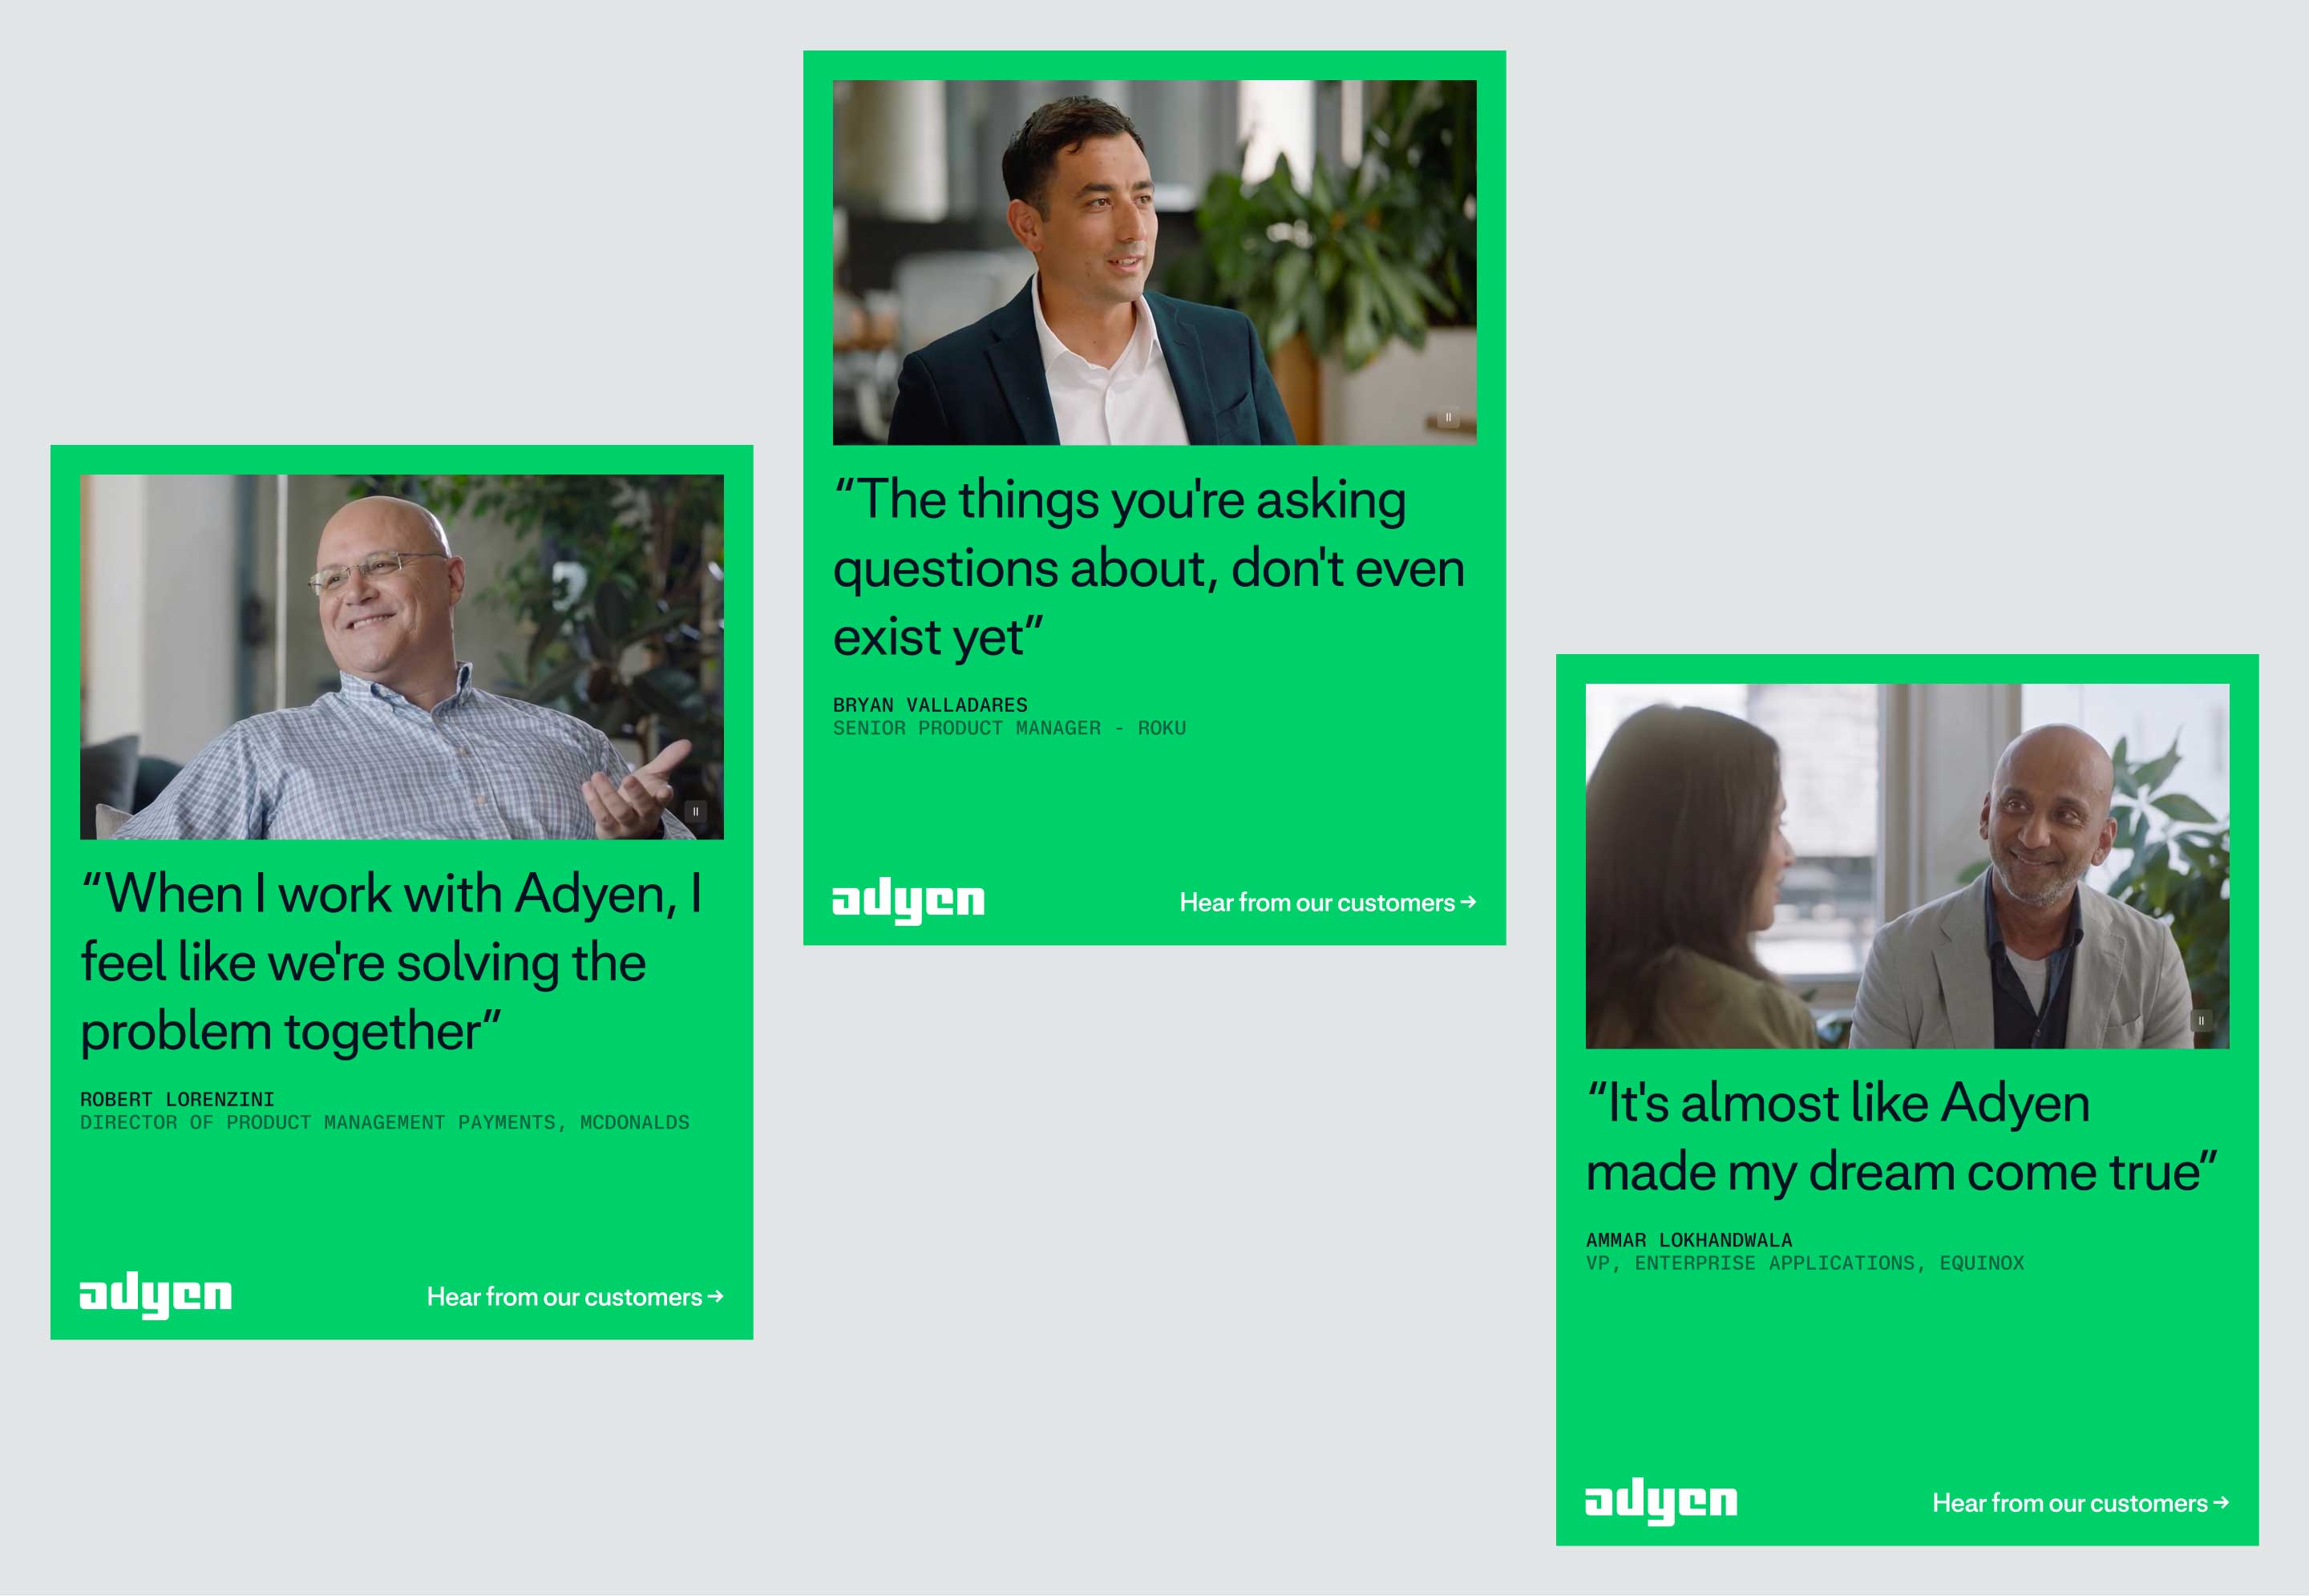 “When I work with Adyen, I
feel like we're solving the
problem together”
ROBERT LORENZINI
DIRECTOR OF PRODUCT MANAGEMENT PAYMENTS, MCDONALDS
adyen
Hear from our customers →
“The things you're asking
questions about, don't even
exist yet”
BRYAN VALLADARES
SENIOR PRODUCT MANAGER - ROKU
adyen
Hear from our customers →
“It's almost like Adyen
made my dream come true”
AMMAR LOKHANDWALA
VP, ENTERPRISE APPLICATIONS, EQUINOX
adyen
Hear from our customers →